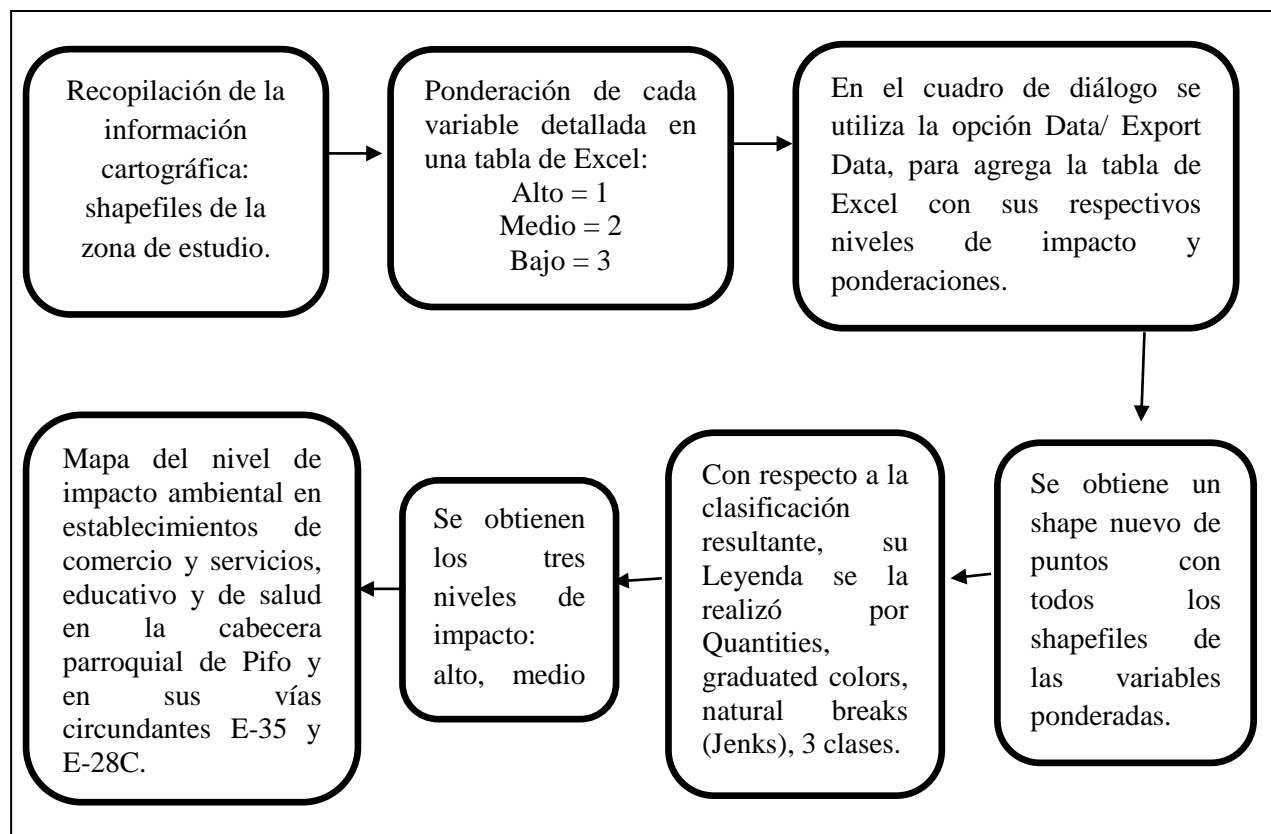 Recopilación de la
información
cartográfica:
shapefiles de la
zona de estudio.
Ponderación de cada
variable detallada en
una tabla de Excel:
Alto = 1
Medio = 2
Bajo = 3
En el cuadro de diálogo se
utiliza la opción Data/ Export
Data, para agrega la tabla de
Excel con sus respectivos
niveles de impacto y
ponderaciones.
Se obtiene un
shape nuevo de
puntos con
todos los
shapefiles de
las variables
ponderadas.
Con respecto a la
clasificación
resultante, su
Leyenda se la
realizó por
Quantities,
graduated colors,
natural breaks
(Jenks), 3 clases.
Se obtienen
los tres
niveles de
impacto:
alto, medio
Mapa del nivel de
impacto ambiental en
establecimientos de
comercio y servicios,
educativo y de salud
en la cabecera
parroquial de Pifo y
en sus vías
circundantes E-35 y
E-28C.